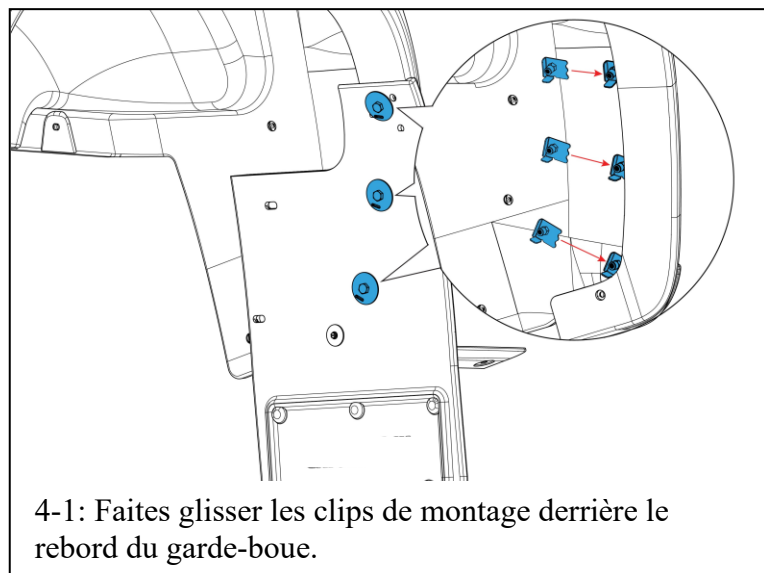 4-1: Faites glisser les clips de montage derrière le
rebord du garde-boue.